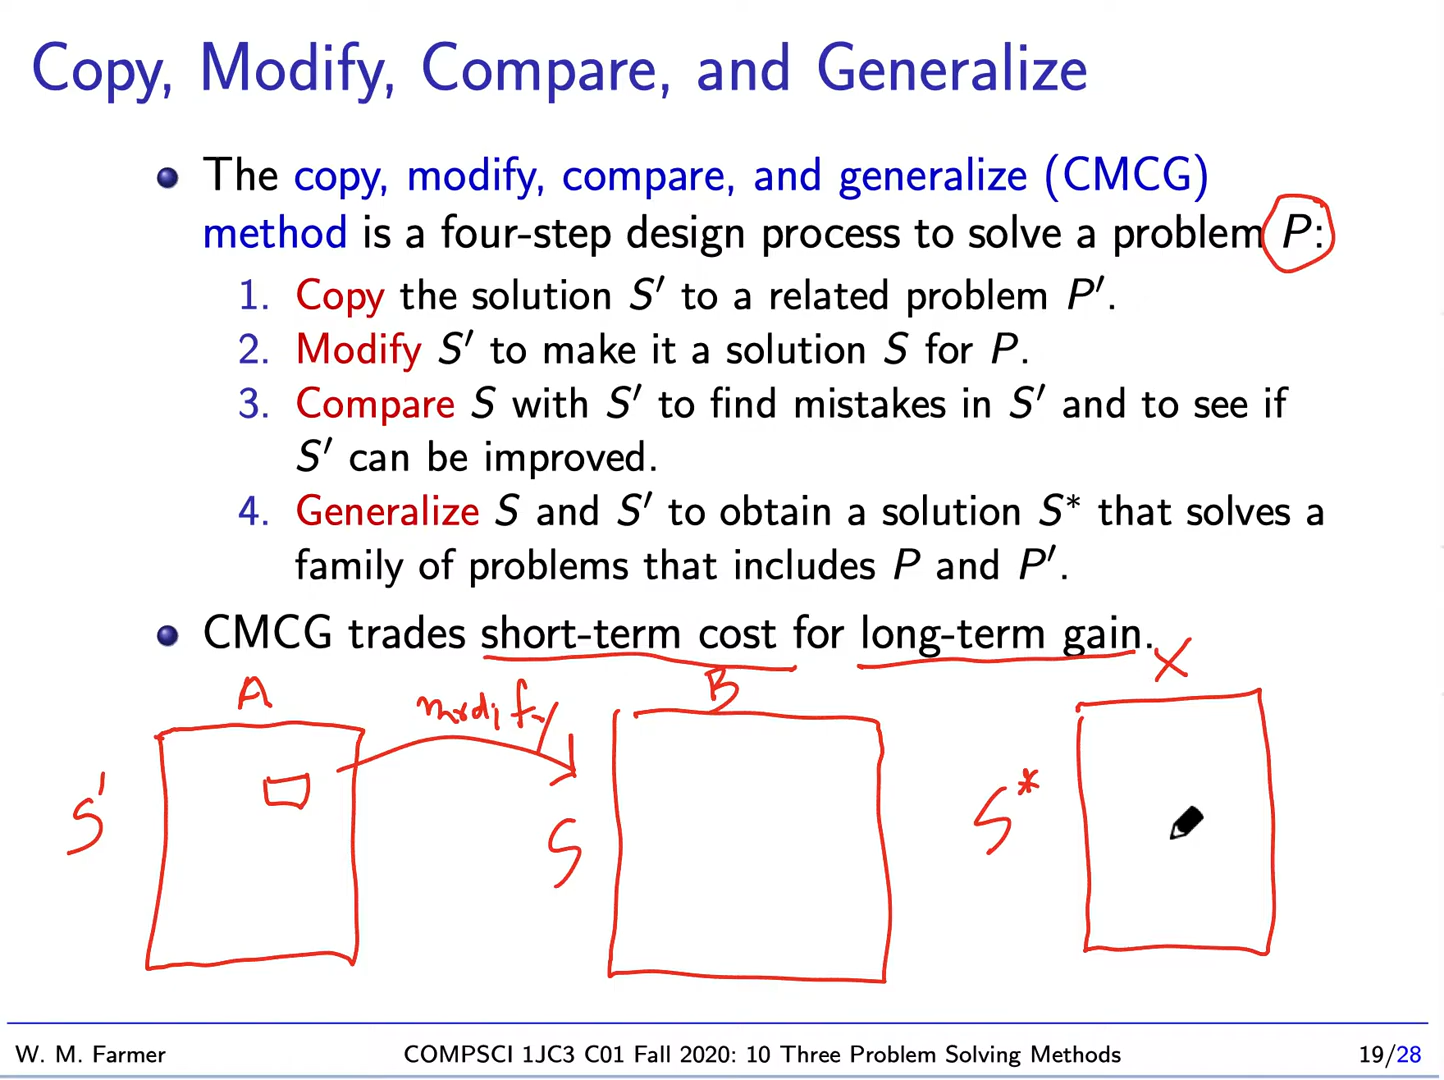 Copy, Modify, Compare, and Generalize
The copy, modify, compare, and generalize (CMCG)
method is a four-step design process to solve a problem P:
1. Copy the solution S′ to a related problem P′.
2. Modify S′ to make it a solution S for P.
3. Compare S with S′ to find mistakes in S′ and to see if
S′ can be improved.
4. Generalize S and S′ to obtain a solution S* that solves a
family of problems that includes P and P′.
CMCG trades short-term cost for long-term gain.
A modify B X
S′ S S*
W. M. Farmer COMPSCI 1JC3 C01 Fall 2020: 10 Three Problem Solving Methods 19/28